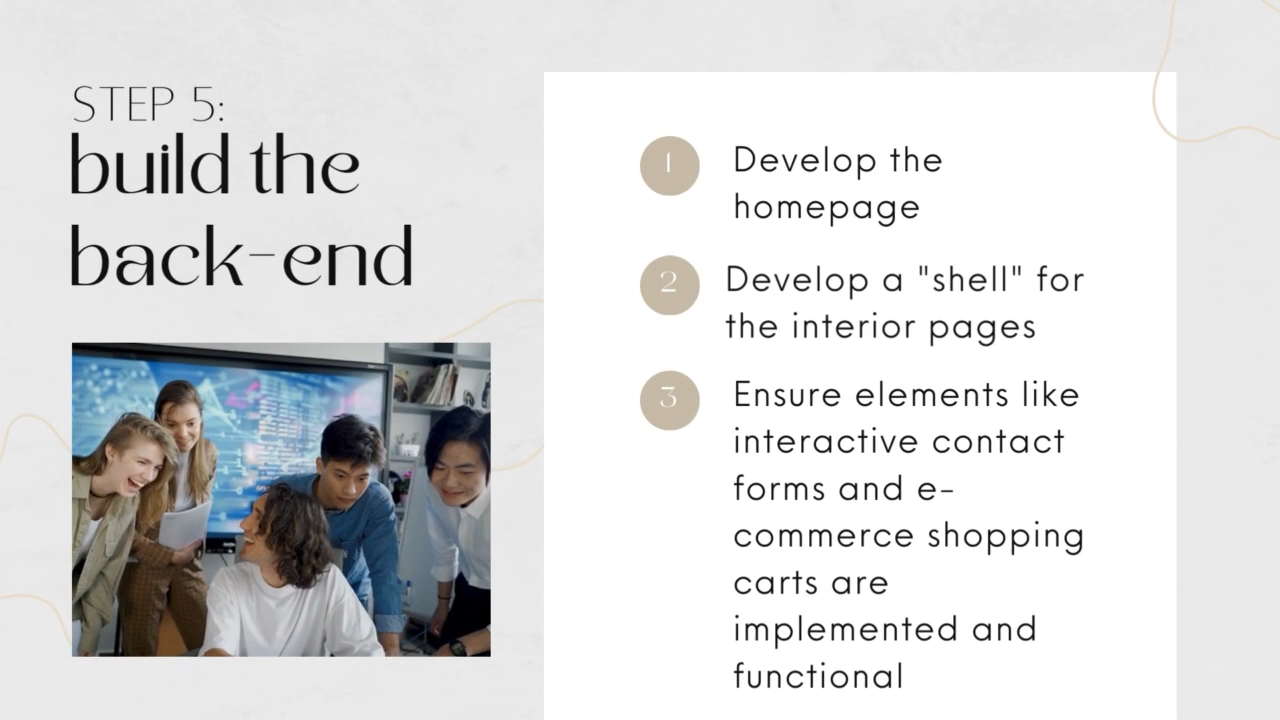 STEP 5:
build the
back-end
1
Develop the
homepage
2
Develop a "shell" for
the interior pages
3
Ensure elements like
interactive contact
forms and e-
commerce shopping
carts are
implemented and
functional